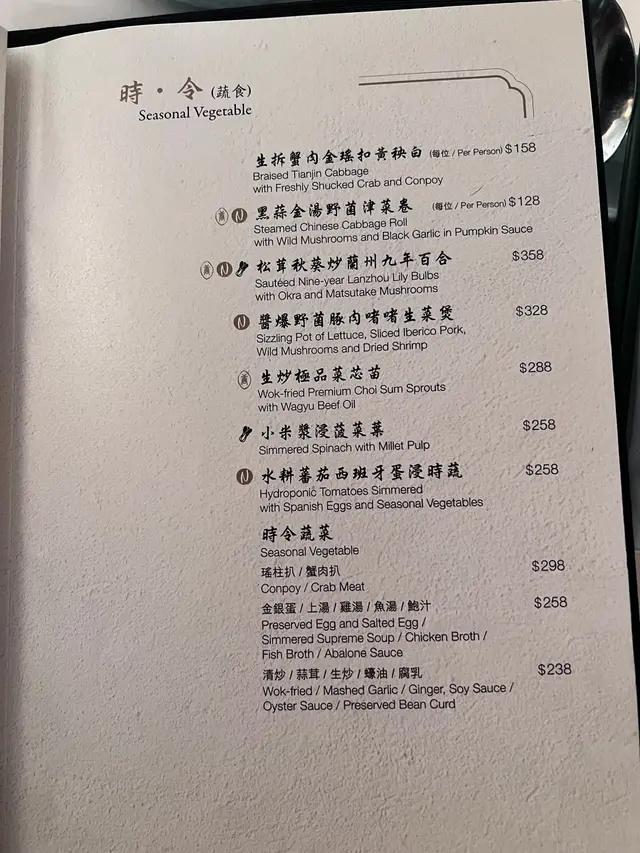 時・令 (蔬食)
Seasonal Vegetable
生拆蟹肉金瑤扣黃秧白 (每位 / Per Person) $158
Braised Tianjin Cabbage
with Freshly Shucked Crab and Conpoy
黑蒜金湯野菌津菜卷 (每位 / Per Person) $128
Steamed Chinese Cabbage Roll
with Wild Mushrooms and Black Garlic in Pumpkin Sauce
松茸秋葵炒蘭州九年百合 $358
Sautéed Nine-year Lanzhou Lily Bulbs
with Okra and Matsutake Mushrooms
醬爆野菌豚肉啫啫生菜煲 $328
Sizzling Pot of Lettuce, Sliced Iberico Pork,
Wild Mushrooms and Dried Shrimp
生炒極品菜芯苗 $288
Wok-fried Premium Choi Sum Sprouts
with Wagyu Beef Oil
小米漿浸菠菜葉 $258
Simmered Spinach with Millet Pulp
水耕蕃茄西班牙蛋浸時蔬 $258
Hydroponic Tomatoes Simmered
with Spanish Eggs and Seasonal Vegetables
時令蔬菜
Seasonal Vegetable
瑤柱扒 / 蟹肉扒 $298
Conpoy / Crab Meat
金銀蛋 / 上湯 / 雞湯 / 魚湯 / 鮑汁 $258
Preserved Egg and Salted Egg /
Simmered Supreme Soup / Chicken Broth /
Fish Broth / Abalone Sauce
清炒 / 蒜茸 / 生炒 / 蠔油 / 腐乳 $238
Wok-fried / Mashed Garlic / Ginger, Soy Sauce /
Oyster Sauce / Preserved Bean Curd